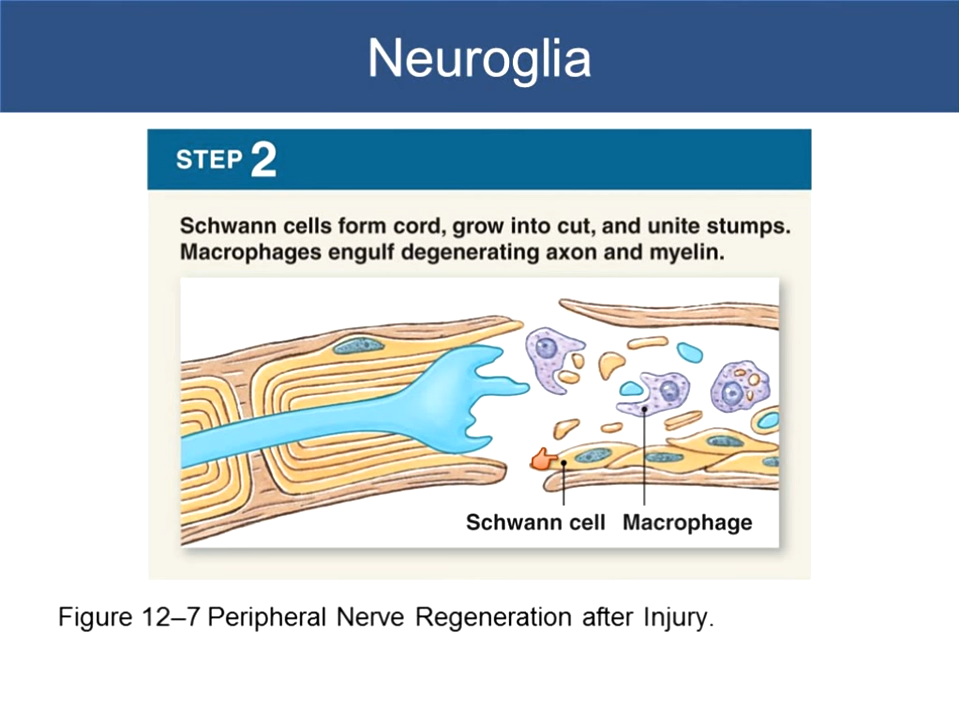 Neuroglia
STEP 2
Schwann cells form cord, grow into cut, and unite stumps.
Macrophages engulf degenerating axon and myelin.
Schwann cell Macrophage
Figure 12–7 Peripheral Nerve Regeneration after Injury.